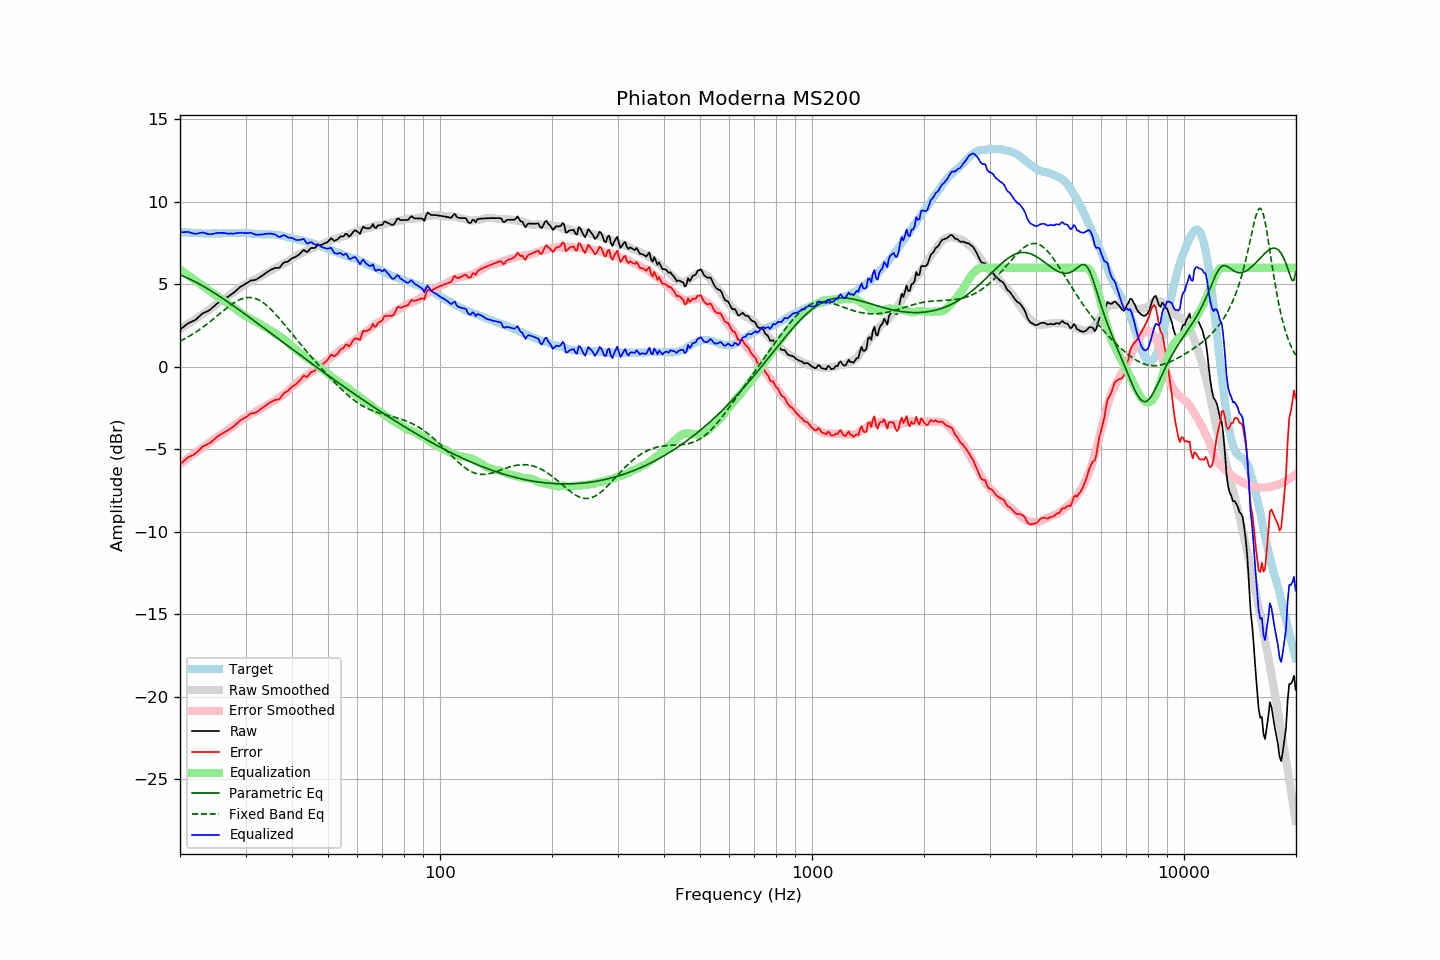 Phiaton Moderna MS200
15
10
5
0
−5
−10
−15
−20
−25
Amplitude (dBr)
Target
Raw Smoothed
Error Smoothed
Raw
Error
Equalization
Parametric Eq
Fixed Band Eq
Equalized
100
1000
10000
Frequency (Hz)